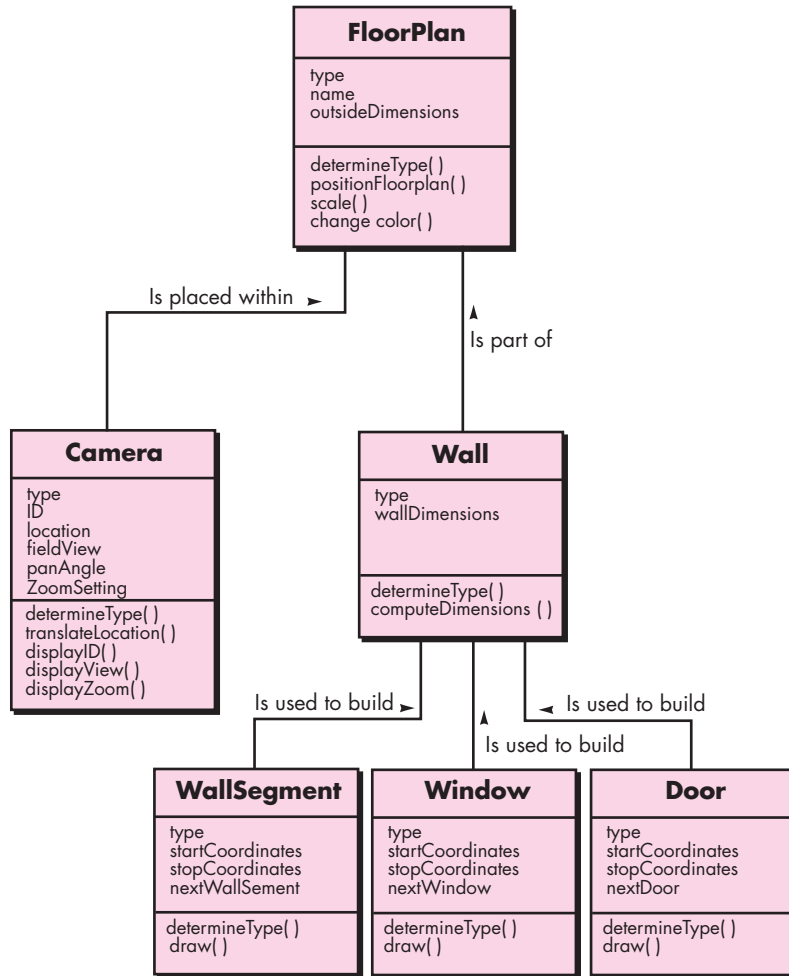 FloorPlan
type
name
outsideDimensions
determineType( )
positionFloorplan( )
scale( )
change color( )
Is placed within
Is part of
Camera
type
ID
location
fieldView
panAngle
ZoomSetting
determineType( )
translateLocation( )
displayID( )
displayView( )
displayZoom( )
Wall
type
wallDimensions
determineType( )
computeDimensions ( )
Is used to build
Is used to build
Is used to build
WallSegment
type
startCoordinates
stopCoordinates
nextWallSement
determineType( )
draw( )
Window
type
startCoordinates
stopCoordinates
nextWindow
determineType( )
draw( )
Door
type
startCoordinates
stopCoordinates
nextDoor
determineType( )
draw( )